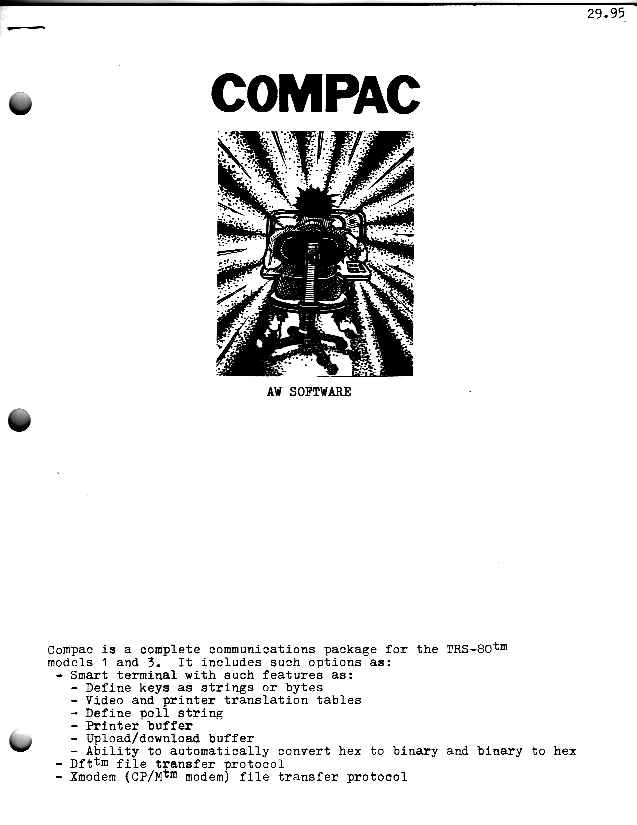 29.95
COMPAC
AW SOFTWARE
Compac is a complete communications package for the TRS-80tm
models 1 and 3. It includes such options as:
- Smart terminal with such features as:
- Define keys as strings or bytes
- Video and printer translation tables
- Define poll string
- Printer buffer
- Upload/download buffer
- Ability to automatically convert hex to binary and binary to hex
- Dfttm file transfer protocol
- Xmodem (CP/Mtm modem) file transfer protocol